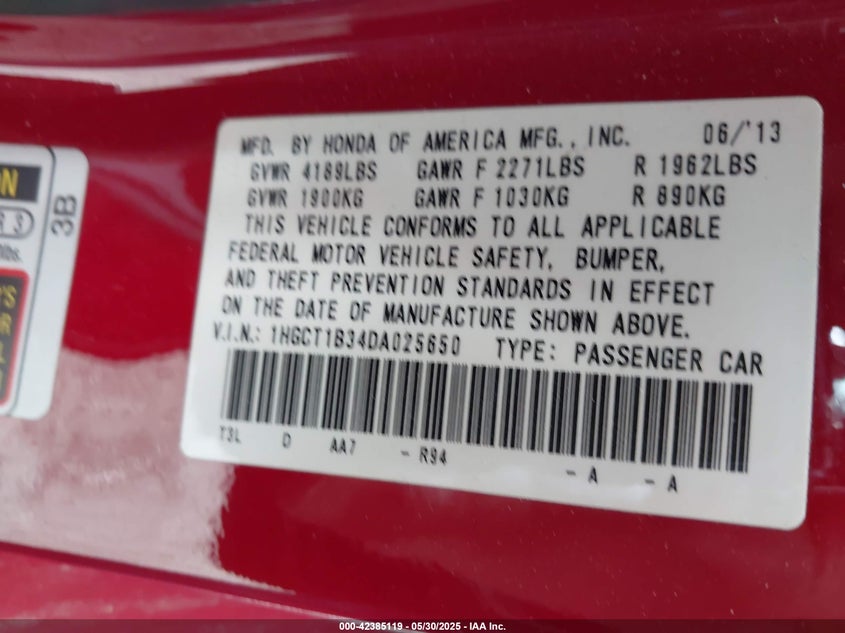 MFD. BY HONDA OF AMERICA MFG., INC. 06/'13
GVWR 4189LBS GAWR F 2271LBS R 1962LBS
GVWR 1900KG GAWR F 1030KG R 890KG
THIS VEHICLE CONFORMS TO ALL APPLICABLE
FEDERAL MOTOR VEHICLE SAFETY, BUMPER,
AND THEFT PREVENTION STANDARDS IN EFFECT
ON THE DATE OF MANUFACTURE SHOWN ABOVE.
V.I.N.: 1HGCT1B34DA025650 TYPE: PASSENGER CAR
T3L D AA7 - R94 - A - A
3B
000-42385119 - 05/30/2025 - IAA Inc.